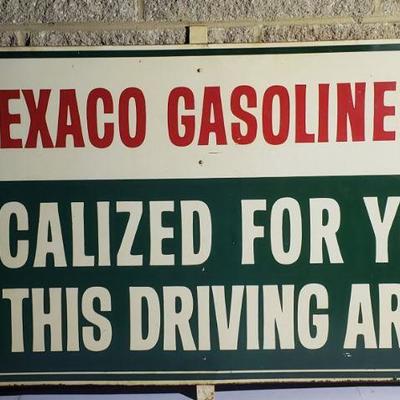 EXACO GASOLINE
CALIZED FOR Y
THIS DRIVING AR